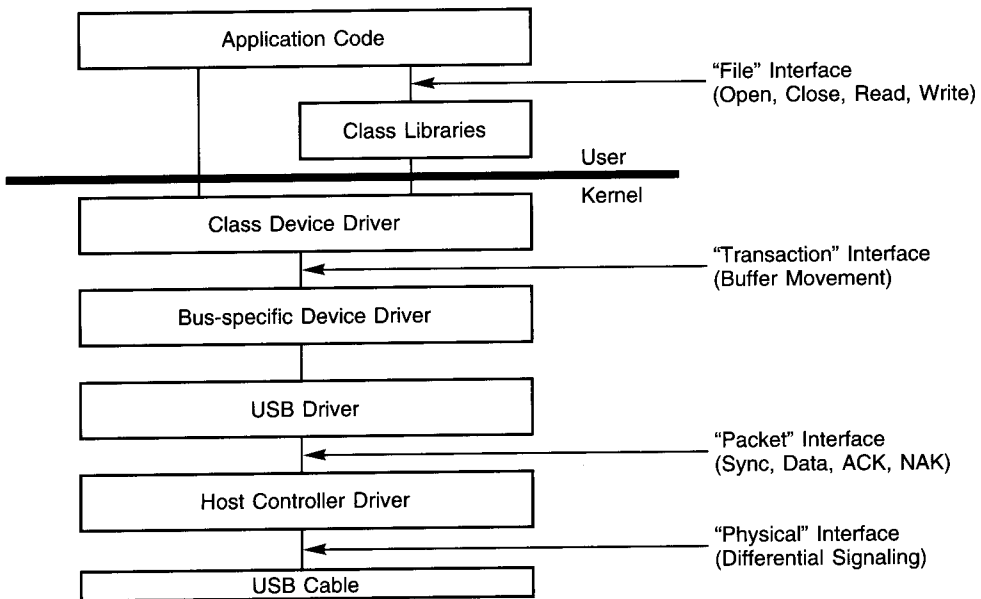 Application Code
"File" Interface
(Open, Close, Read, Write)
Class Libraries
User
Kernel
Class Device Driver
"Transaction" Interface
(Buffer Movement)
Bus-specific Device Driver
USB Driver
"Packet" Interface
(Sync, Data, ACK, NAK)
Host Controller Driver
"Physical" Interface
(Differential Signaling)
USB Cable